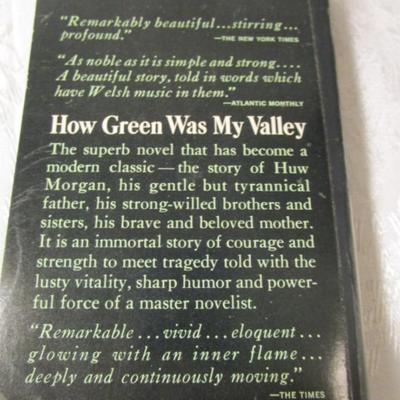 "Remarkably beautiful...stirring...
profound."
—THE NEW YORK TIMES
"As noble as it is simple and strong....
A beautiful story, told in words which
have Welsh music in them."
—ATLANTIC MONTHLY
How Green Was My Valley
The superb novel that has become a
modern classic—the story of Huw
Morgan, his gentle but tyrannical
father, his strong-willed brothers and
sisters, his brave and beloved mother.
It is an immortal story of courage and
strength to meet tragedy told with the
lusty vitality, sharp humor and power-
ful force of a master novelist.
"Remarkable...vivid...eloquent...
glowing with an inner flame...
deeply and continuously moving."
—THE TIMES